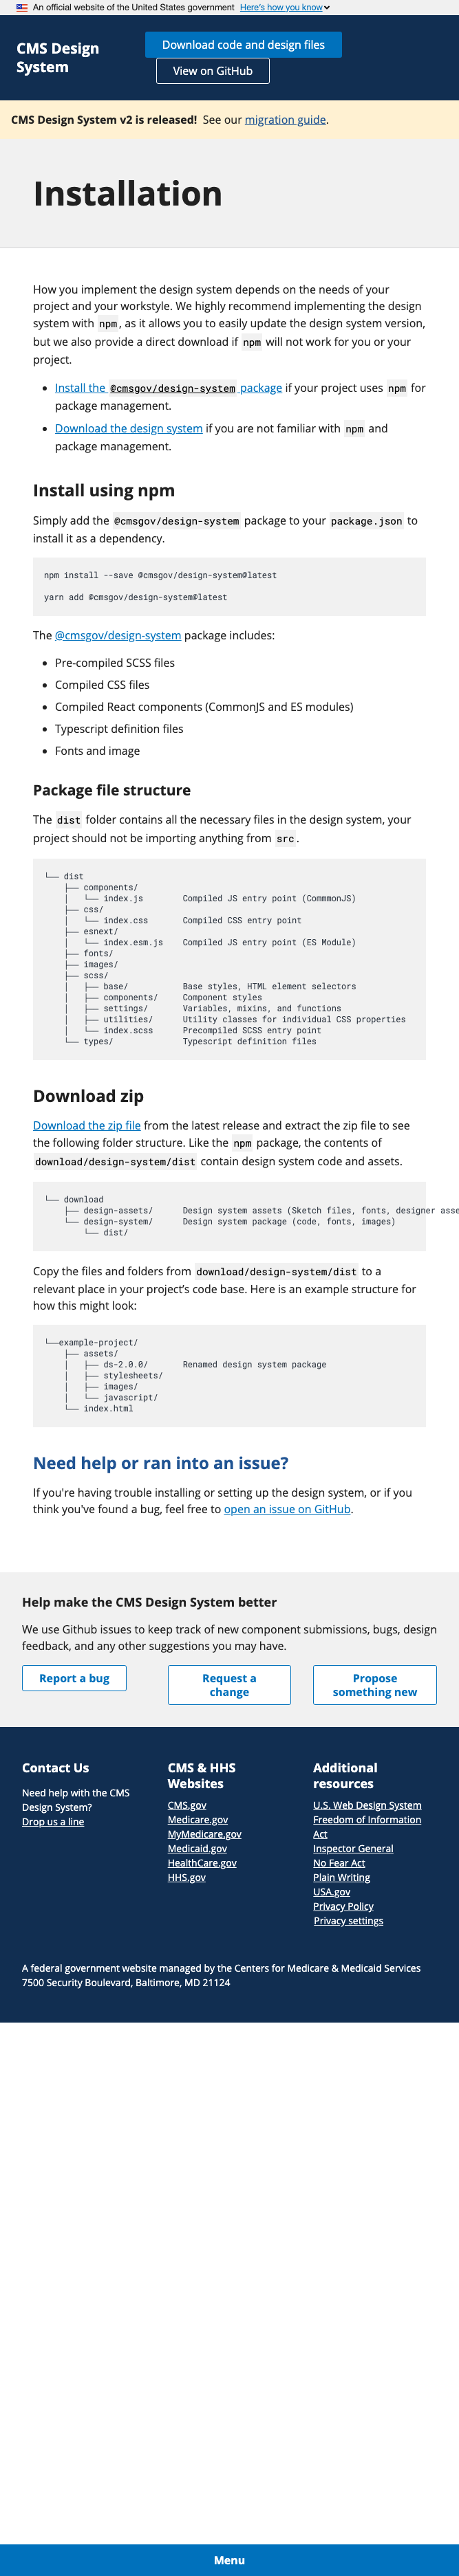 An official website of the United States government Here's how you know
CMS Design
System
Download code and design files
View on GitHub
CMS Design System v2 is released! See our migration guide.
Installation
How you implement the design system depends on the needs of your
project and your workstyle. We highly recommend implementing the design
system with npm, as it allows you to easily update the design system version,
but we also provide a direct download if npm will not work for you or your
project.
• Install the @cmsgov/design-system package if your project uses npm for
package management.
• Download the design system if you are not familiar with npm and
package management.
Install using npm
Simply add the @cmsgov/design-system package to your package.json to
install it as a dependency.
npm install --save @cmsgov/design-system@latest
yarn add @cmsgov/design-system@latest
The @cmsgov/design-system package includes:
• Pre-compiled SCSS files
• Compiled CSS files
• Compiled React components (CommonJS and ES modules)
• Typescript definition files
• Fonts and image
Package file structure
The dist folder contains all the necessary files in the design system, your
project should not be importing anything from src.
└── dist
    ├── components/
    │   └── index.js        Compiled JS entry point (CommmonJS)
    ├── css/
    │   └── index.css       Compiled CSS entry point
    ├── esnext/
    │   └── index.esm.js    Compiled JS entry point (ES Module)
    ├── fonts/
    ├── images/
    ├── scss/
    │   ├── base/           Base styles, HTML element selectors
    │   ├── components/     Component styles
    │   ├── settings/       Variables, mixins, and functions
    │   ├── utilities/      Utility classes for individual CSS properties
    │   └── index.scss      Precompiled SCSS entry point
    └── types/              Typescript definition files
Download zip
Download the zip file from the latest release and extract the zip file to see
the following folder structure. Like the npm package, the contents of
download/design-system/dist contain design system code and assets.
└── download
    ├── design-assets/      Design system assets (Sketch files, fonts, designer asse
    └── design-system/      Design system package (code, fonts, images)
        └── dist/
Copy the files and folders from download/design-system/dist to a
relevant place in your project's code base. Here is an example structure for
how this might look:
└──example-project/
    ├── assets/
    │   ├── ds-2.0.0/       Renamed design system package
    │   ├── stylesheets/
    │   ├── images/
    │   └── javascript/
    └── index.html
Need help or ran into an issue?
If you're having trouble installing or setting up the design system, or if you
think you've found a bug, feel free to open an issue on GitHub.
Help make the CMS Design System better
We use Github issues to keep track of new component submissions, bugs, design
feedback, and any other suggestions you may have.
Report a bug
Request a
change
Propose
something new
Contact Us
Need help with the CMS
Design System?
Drop us a line
CMS & HHS
Websites
CMS.gov
Medicare.gov
MyMedicare.gov
Medicaid.gov
HealthCare.gov
HHS.gov
Additional
resources
U.S. Web Design System
Freedom of Information
Act
Inspector General
No Fear Act
Plain Writing
USA.gov
Privacy Policy
Privacy settings
A federal government website managed by the Centers for Medicare & Medicaid Services
7500 Security Boulevard, Baltimore, MD 21124
Menu